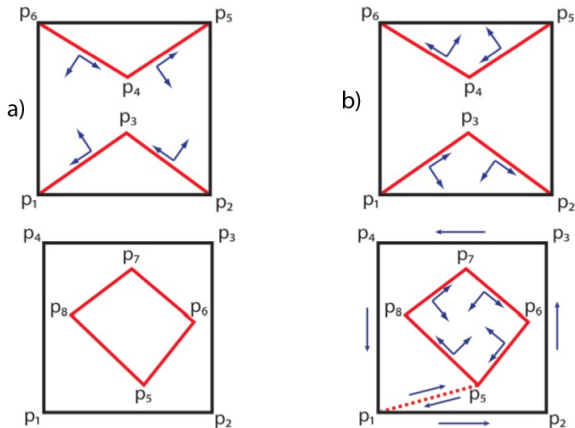 p₆ p₅ p₆ p₅
a) p₄ b) p₄
p₃ p₃
p₁ p₂ p₁ p₂
p₄ p₃ p₄ p₃
p₇ p₇
p₈ p₆ p₈ p₆
p₅ p₅
p₁ p₂ p₁ p₂